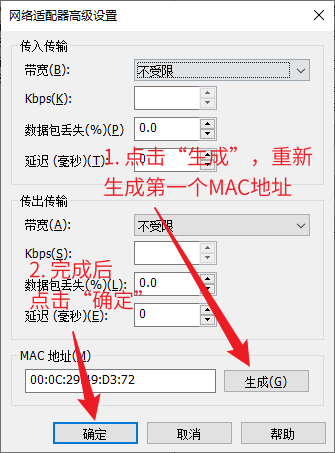 网络适配器高级设置
传入传输
带宽(B):
不受限
Kbps(K):
数据包丢失(%)(P)
0.0
延迟 (毫秒)(T):
0
1. 点击“生成”，重新
生成第一个MAC地址
传出传输
带宽(A):
不受限
Kbps(S):
2. 完成后
点击“确定”
数据包丢失(%)(L):
0.0
延迟 (毫秒)(E):
0
MAC 地址(M)
00:0C:29:49:D3:72
生成(G)
确定
取消
帮助